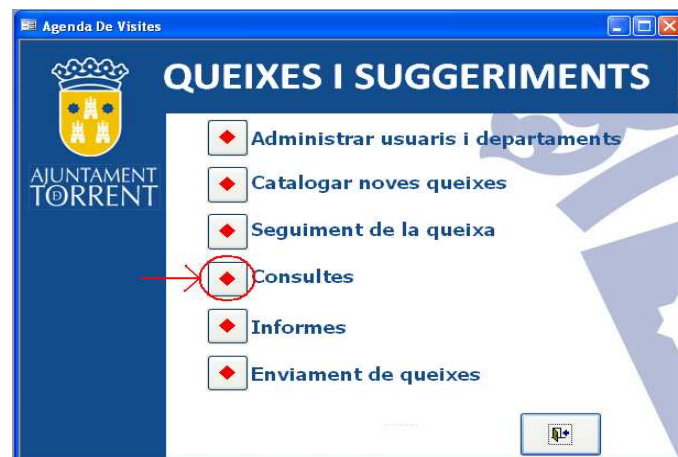 Agenda De Visites
QUEIXES I SUGGERIMENTS
AJUNTAMENT
DE
TORRENT
Administrar usuaris i departaments
Catalogar noves queixes
Seguiment de la queixa
Consultes
Informes
Enviament de queixes